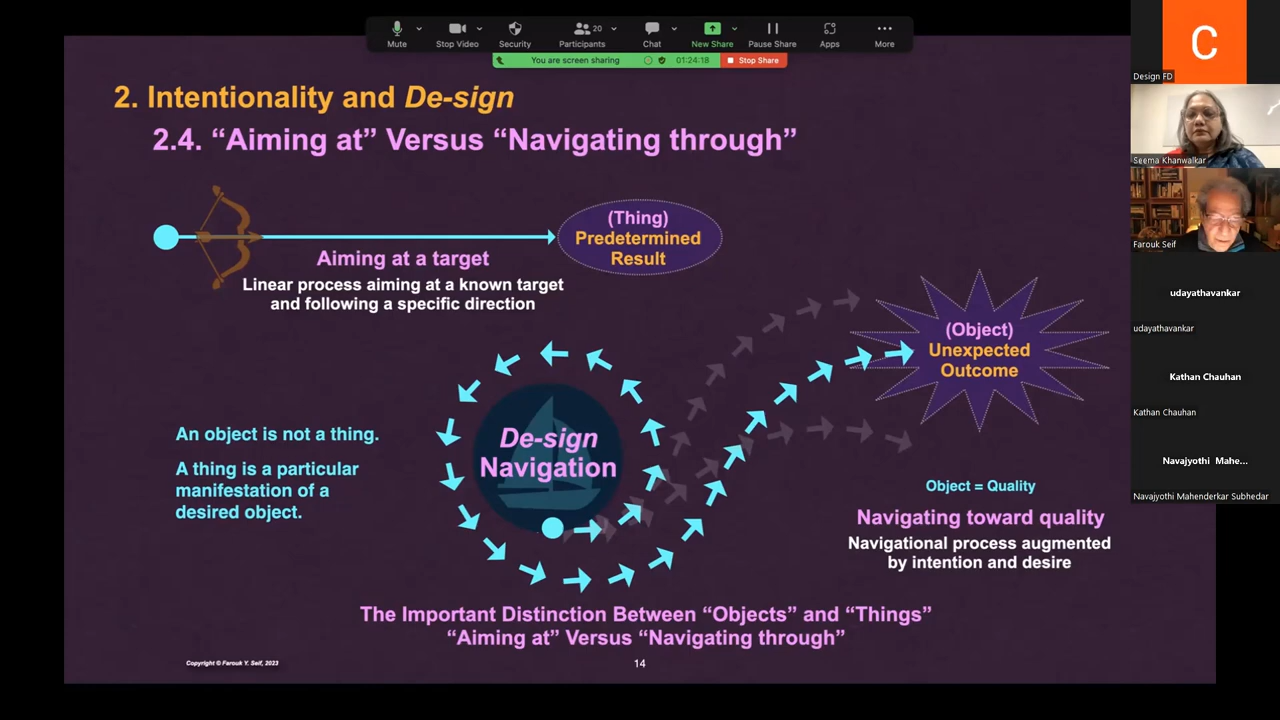 Mute
Stop Video
Security
20
Participants
Chat
New Share
Pause Share
Apps
More
You are screen sharing
01:24:18
Stop Share
2. Intentionality and De-sign
2.4. “Aiming at” Versus “Navigating through”
(Thing)
Predetermined
Result
Aiming at a target
Linear process aiming at a known target
and following a specific direction
(Object)
Unexpected
Outcome
De-sign
Navigation
An object is not a thing.
A thing is a particular
manifestation of a
desired object.
Object = Quality
Navigating toward quality
Navigational process augmented
by intention and desire
The Important Distinction Between “Objects” and “Things”
“Aiming at” Versus “Navigating through”
Copyright © Farouk Y. Seif, 2023
14
C
Design FD
Seema Khanwalkar
Farouk Seif
udayathavankar
udayathavankar
Kathan Chauhan
Kathan Chauhan
Navajyothi Mahe...
Navajyothi Mahenderkar Subhedar